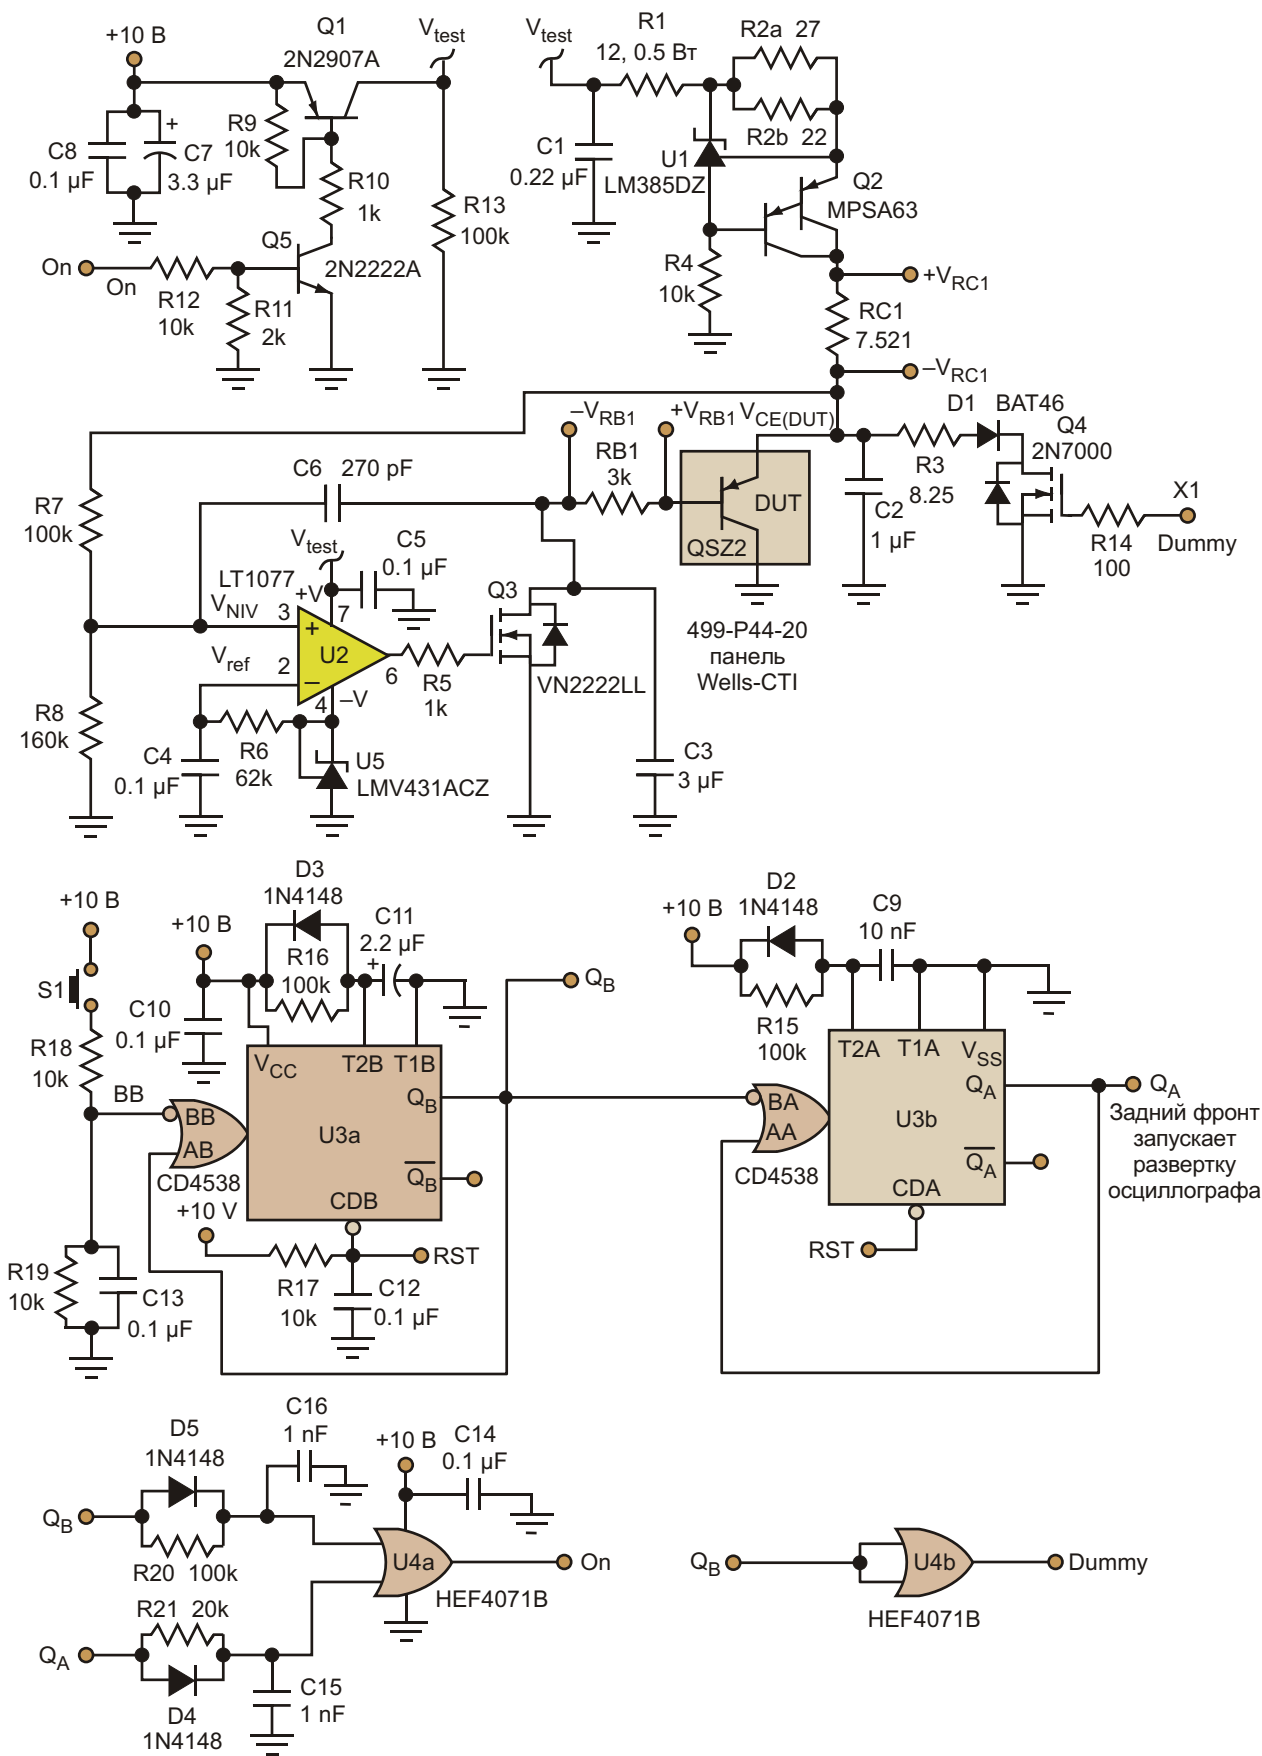 +10 В
Q1
2N2907A
Vtest
R9
10k
C8
0.1 µF
+
C7
3.3 µF
R10
1k
R13
100k
Q5
2N2222A
On
On
R12
10k
R11
2k
Vtest
R1
12, 0.5 Вт
R2a 27
R2b 22
C1
0.22 µF
U1
LM385DZ
Q2
MPSA63
R4
10k
+VRC1
RC1
7.521
–VRC1
–VRB1
+VRB1
VCE(DUT)
D1
BAT46
Q4
2N7000
C6
270 pF
RB1
3k
DUT
QSZ2
R3
8.25
C2
1 µF
X1
R14
100
Dummy
R7
100k
Vtest
C5
0.1 µF
LT1077
VNIV
+V
3
7
+
U2
Vref
2
–
6
4
–V
R5
1k
Q3
VN2222LL
499-P44-20
панель
Wells-CTI
R8
160k
C4
0.1 µF
R6
62k
U5
LMV431ACZ
C3
3 µF
+10 В
S1
R18
10k
BB
+10 В
C10
0.1 µF
D3
1N4148
R16
100k
C11
2.2 µF
+
VCC
T2B
T1B
QB
QB
BB
AB
CD4538
U3a
QB
CDB
+10 V
R17
10k
RST
C12
0.1 µF
R19
10k
C13
0.1 µF
+10 В
D2
1N4148
C9
10 nF
R15
100k
T2A
T1A
VSS
QA
BA
AA
CD4538
U3b
QA
CDA
RST
QA
Задний фронт
запускает
развертку
осциллографа
D5
1N4148
C16
1 nF
+10 В
C14
0.1 µF
QB
R20 100k
U4a
On
HEF4071B
R21 20k
QA
D4
1N4148
C15
1 nF
QB
U4b
Dummy
HEF4071B